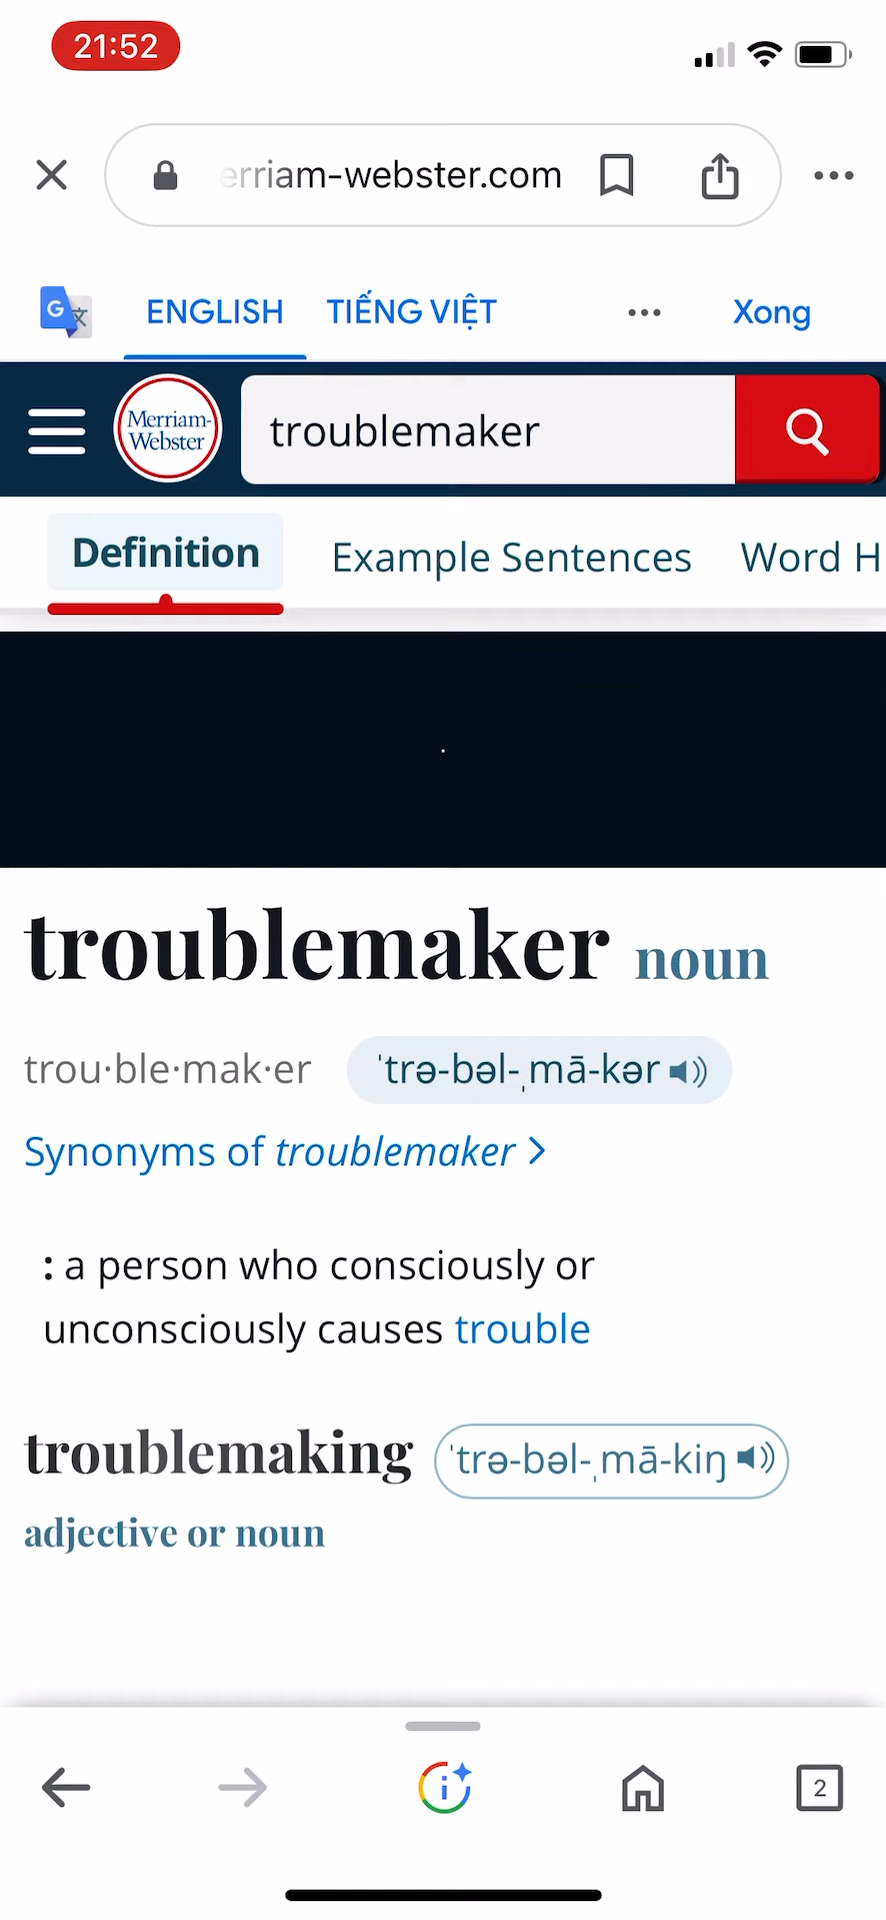 21:52
erriam-webster.com
ENGLISH TIẾNG VIỆT ... Xong
Merriam-
Webster
troublemaker
Definition Example Sentences Word H
troublemaker noun
trou·ble·mak·er ˈtrə-bəl-ˌmā-kər
Synonyms of troublemaker >
: a person who consciously or
unconsciously causes trouble
troublemaking ˈtrə-bəl-ˌmā-kiŋ
adjective or noun
2